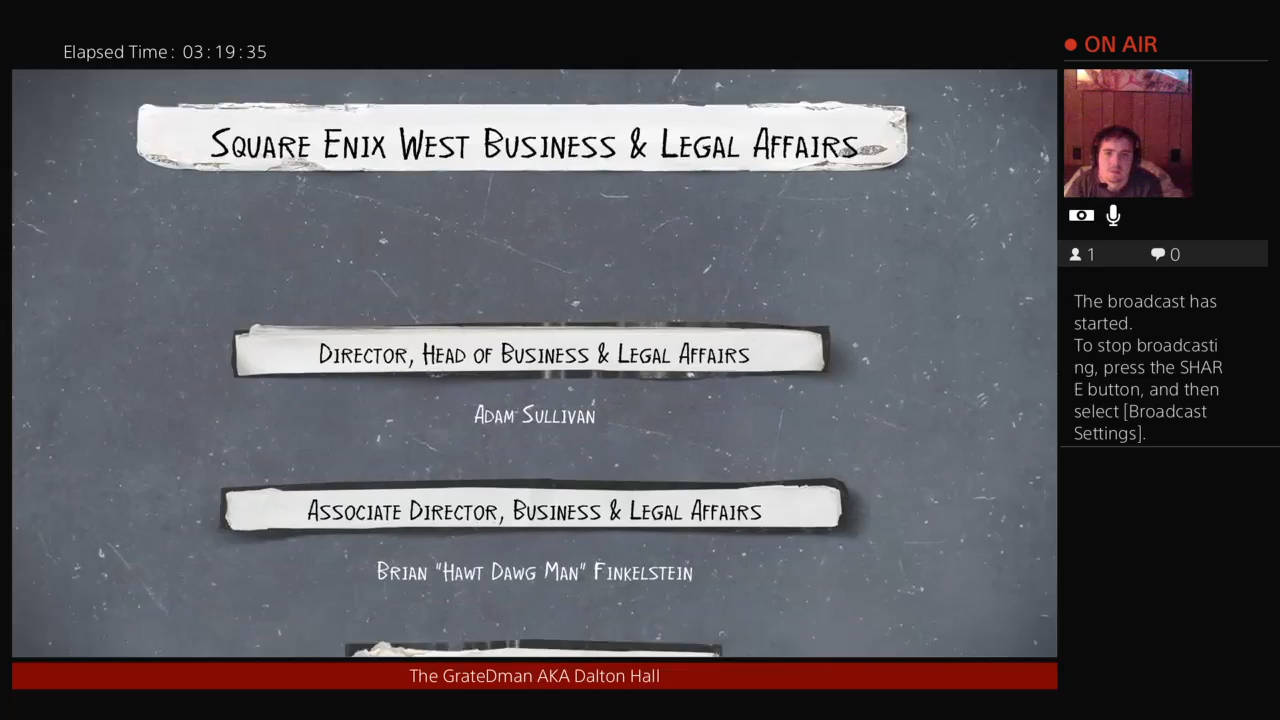 Elapsed Time: 03:19:35
ON AIR
SQUARE ENIX WEST BUSINESS & LEGAL AFFAIRS
DIRECTOR, HEAD OF BUSINESS & LEGAL AFFAIRS
ADAM SULLIVAN
ASSOCIATE DIRECTOR, BUSINESS & LEGAL AFFAIRS
BRIAN "HAWT DAWG MAN" FINKELSTEIN
The GrateDman AKA Dalton Hall
1
0
The broadcast has
started.
To stop broadcasti
ng, press the SHAR
E button, and then
select [Broadcast
Settings].